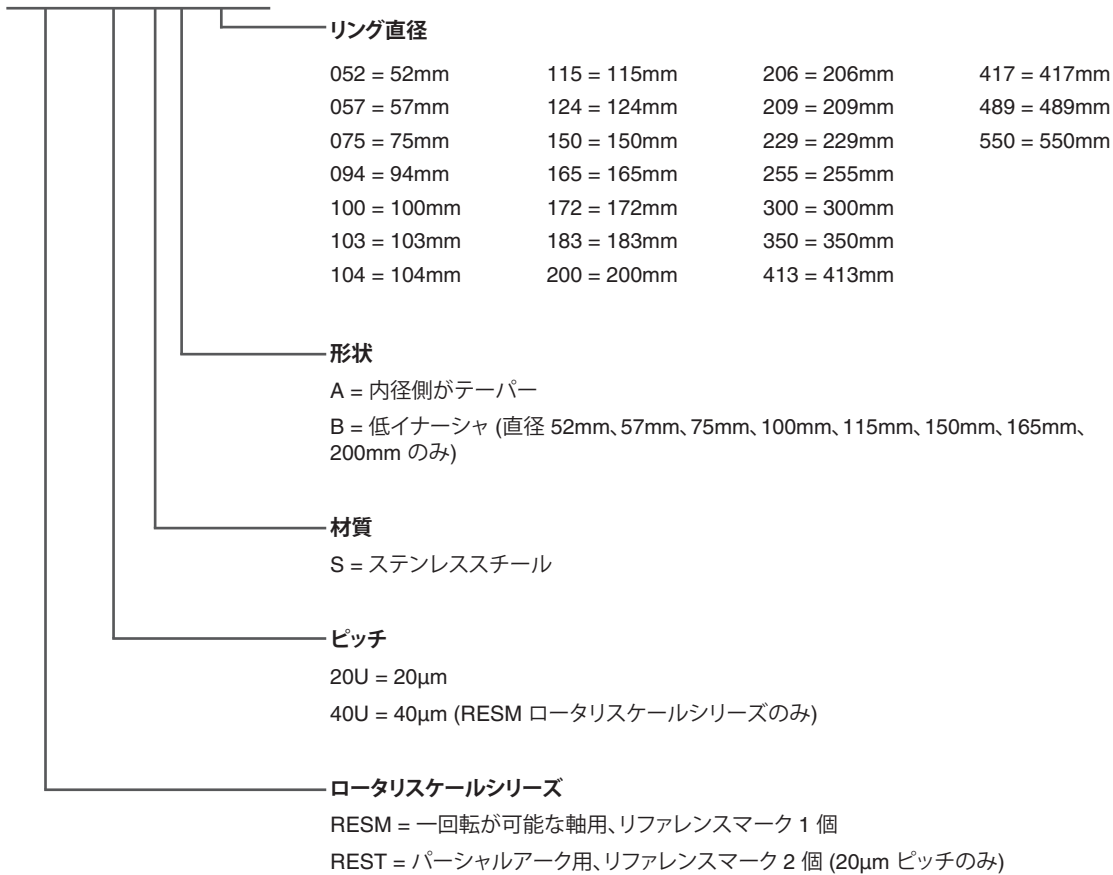 リング直径
052 = 52mm 115 = 115mm 206 = 206mm 417 = 417mm
057 = 57mm 124 = 124mm 209 = 209mm 489 = 489mm
075 = 75mm 150 = 150mm 229 = 229mm 550 = 550mm
094 = 94mm 165 = 165mm 255 = 255mm
100 = 100mm 172 = 172mm 300 = 300mm
103 = 103mm 183 = 183mm 350 = 350mm
104 = 104mm 200 = 200mm 413 = 413mm
形状
A = 内径側がテーパー
B = 低イナーシャ (直径 52mm、57mm、75mm、100mm、115mm、150mm、165mm、
200mm のみ)
材質
S = ステンレススチール
ピッチ
20U = 20µm
40U = 40µm (RESM ロータリスケールシリーズのみ)
ロータリスケールシリーズ
RESM = 一回転が可能な軸用、リファレンスマーク 1 個
REST = パーシャルアーク用、リファレンスマーク 2 個 (20µm ピッチのみ)